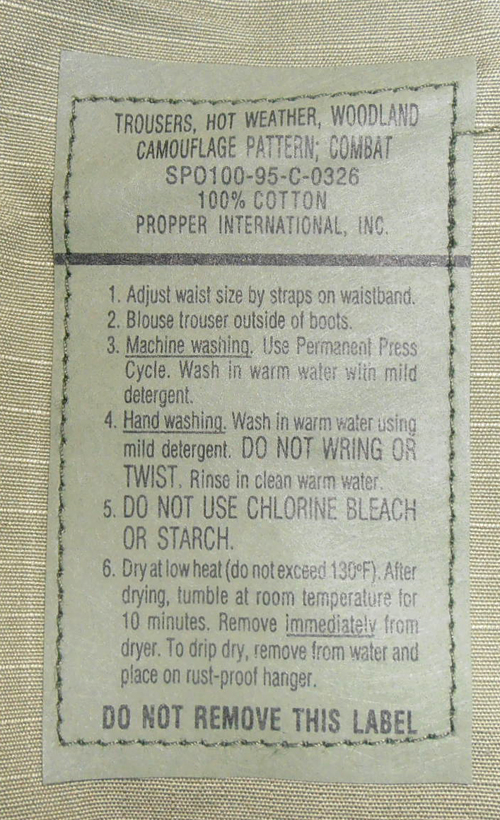 TROUSERS, HOT WEATHER, WOODLAND
CAMOUFLAGE PATTERN; COMBAT
SPO100-95-C-0326
100% COTTON
PROPPER INTERNATIONAL, INC.
1. Adjust waist size by straps on waistband.
2. Blouse trouser outside of boots.
3. Machine washing. Use Permanent Press
Cycle. Wash in warm water with mild
detergent.
4. Hand washing. Wash in warm water using
mild detergent. DO NOT WRING OR
TWIST. Rinse in clean warm water.
5. DO NOT USE CHLORINE BLEACH
OR STARCH.
6. Dry at low heat (do not exceed 130°F). After
drying, tumble at room temperature for
10 minutes. Remove immediately from
dryer. To drip dry, remove from water and
place on rust-proof hanger.
DO NOT REMOVE THIS LABEL